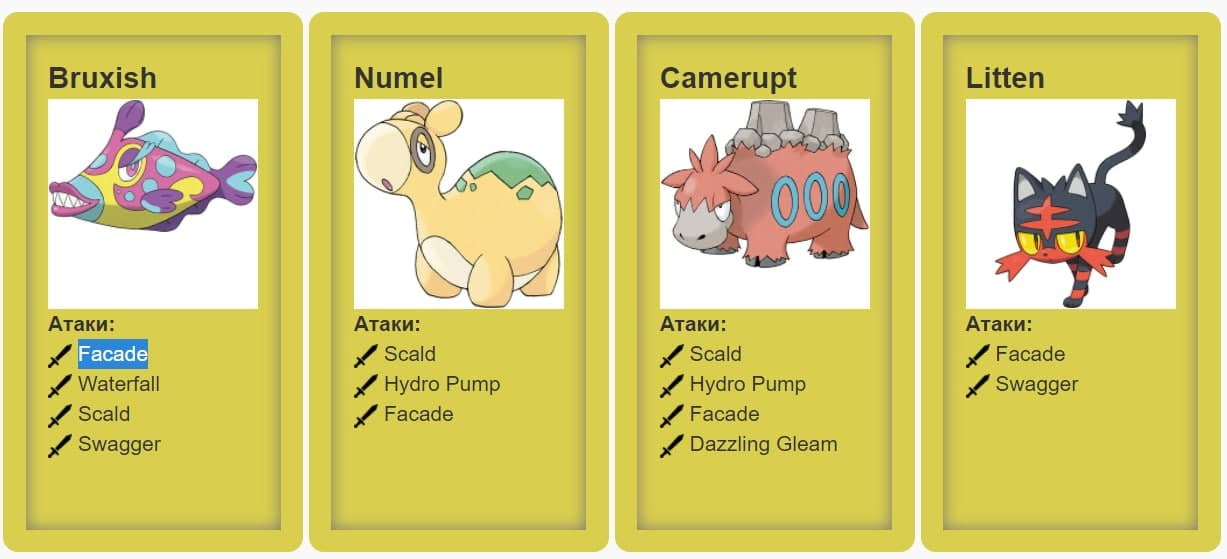 Bruxish
Атаки:
Facade
Waterfall
Scald
Swagger
Numel
Атаки:
Scald
Hydro Pump
Facade
Camerupt
Атаки:
Scald
Hydro Pump
Facade
Dazzling Gleam
Litten
Атаки:
Facade
Swagger